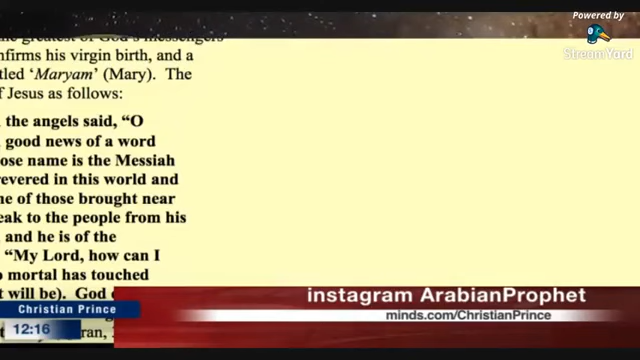 Powered by
StreamYard
the greatest of God's messengers
nfirms his virgin birth, and a
tled 'Maryam' (Mary). The
f Jesus as follows:
the angels said, "O
good news of a word
ose name is the Messiah
revered in this world and
ne of those brought near
eak to the people from his
and he is of the
"My Lord, how can I
o mortal has touched
t will be). God
ran,
instagram ArabianProphet
minds.com/ChristianPrince
Christian Prince
12:16